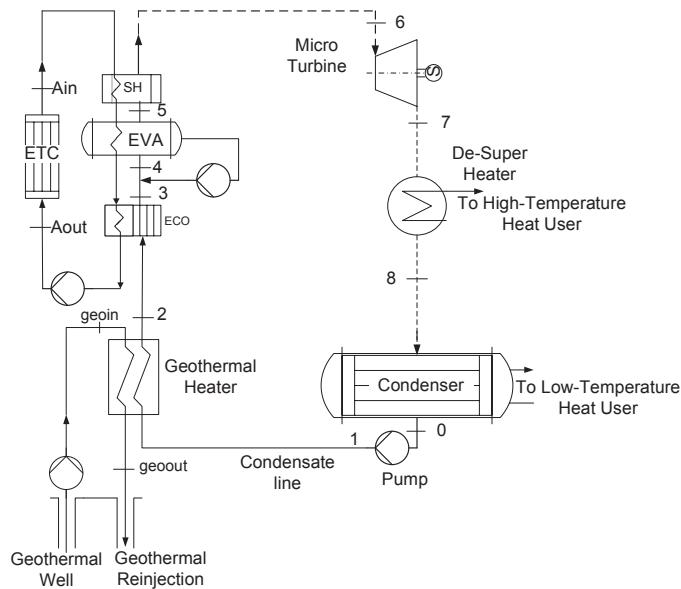 6
Micro
Turbine
S
7
De-Super
Heater
To High-Temperature
Heat User
8
Ain
SH
5
EVA
ETC
4
3
ECO
Aout
2
geoin
Geothermal
Heater
Condenser
To Low-Temperature
Heat User
0
1
Pump
Condensate
line
geoout
Geothermal
Well
Geothermal
Reinjection